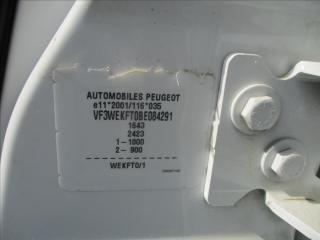 AUTOMOBILES PEUGEOT
e11*2001/116*035
VF3WEKFT0BE084291
1643
2423
1 - 1000
2 - 900
WEKFT0/1